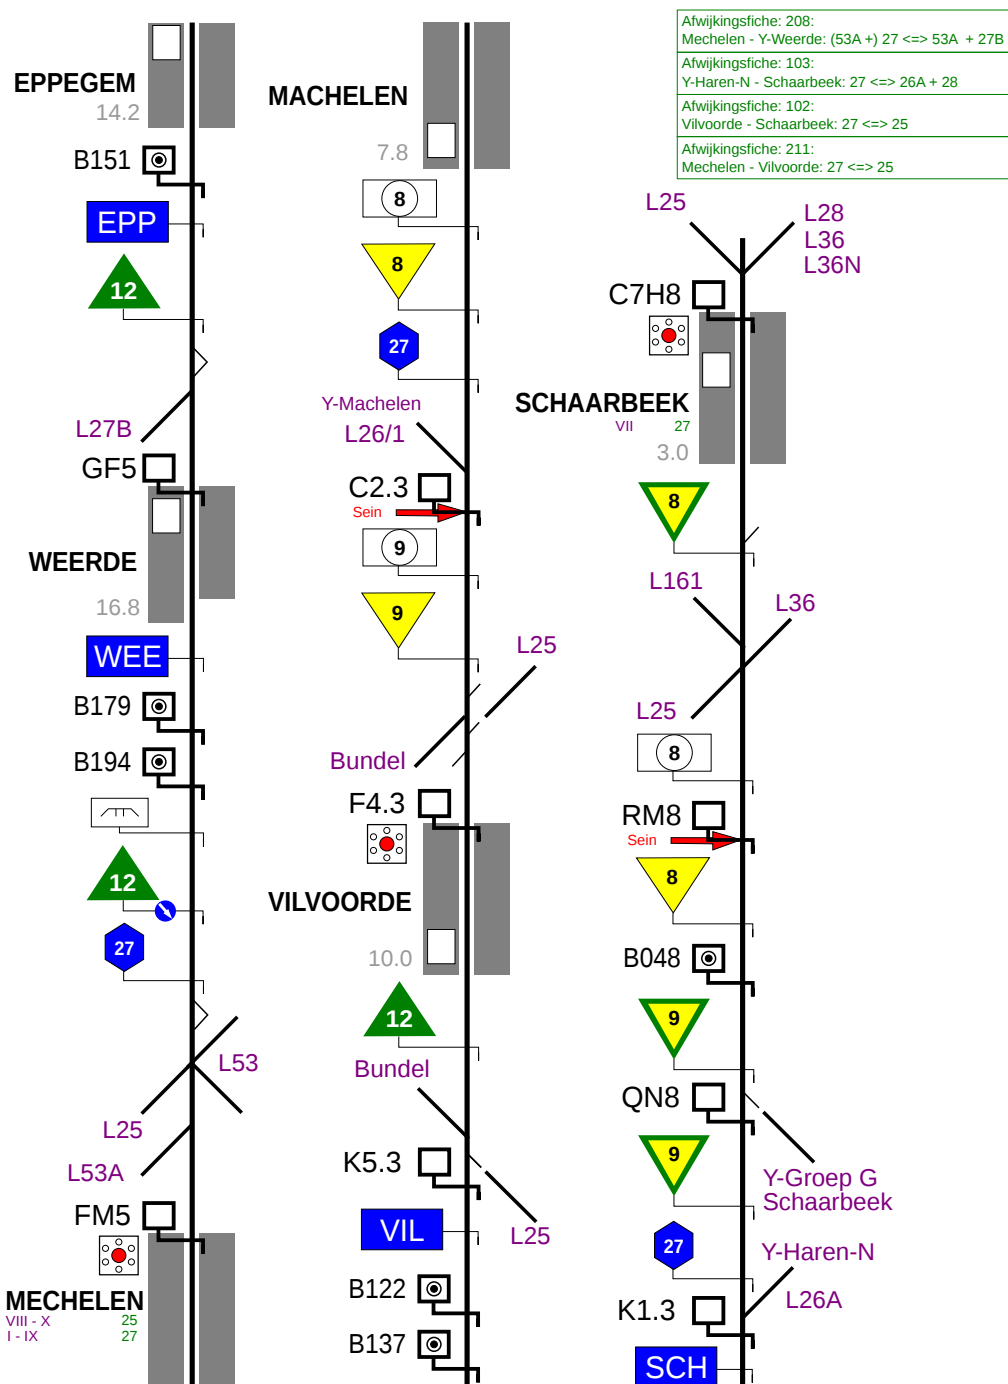 EPPEGEM
14.2
B151
EPP
12
L27B
GF5
WEERDE
16.8
WEE
B179
B194
12
27
L53
L25
L53A
FM5
MECHELEN
VIII - X 25
I - IX 27
MACHELEN
7.8
8
8
27
Y-Machelen
L26/1
C2.3
Sein
9
9
L25
Bundel
F4.3
VILVOORDE
10.0
12
Bundel
K5.3
L25
VIL
B122
B137
Afwijkingsfiche: 208:
Mechelen - Y-Weerde: (53A +) 27 <=> 53A + 27B
Afwijkingsfiche: 103:
Y-Haren-N - Schaarbeek: 27 <=> 26A + 28
Afwijkingsfiche: 102:
Vilvoorde - Schaarbeek: 27 <=> 25
Afwijkingsfiche: 211:
Mechelen - Vilvoorde: 27 <=> 25
L25
L28
L36
L36N
C7H8
SCHAARBEEK
VII 27
3.0
8
L161
L36
L25
8
RM8
Sein
8
B048
9
QN8
9
Y-Groep G
Schaarbeek
27
Y-Haren-N
L26A
K1.3
SCH